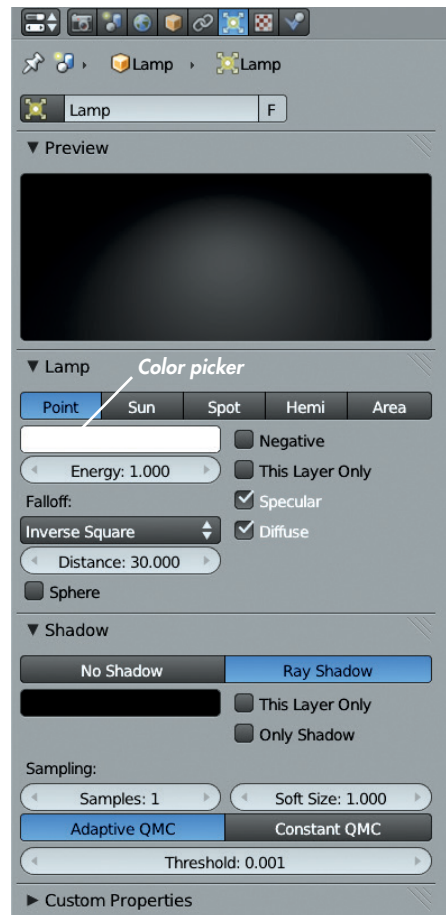 Lamp Lamp
Lamp F
Preview
Lamp Color picker
Point Sun Spot Hemi Area
Negative
Energy: 1.000 This Layer Only
Falloff: Specular
Inverse Square Diffuse
Distance: 30.000
Sphere
Shadow
No Shadow Ray Shadow
This Layer Only
Only Shadow
Sampling:
Samples: 1 Soft Size: 1.000
Adaptive QMC Constant QMC
Threshold: 0.001
Custom Properties